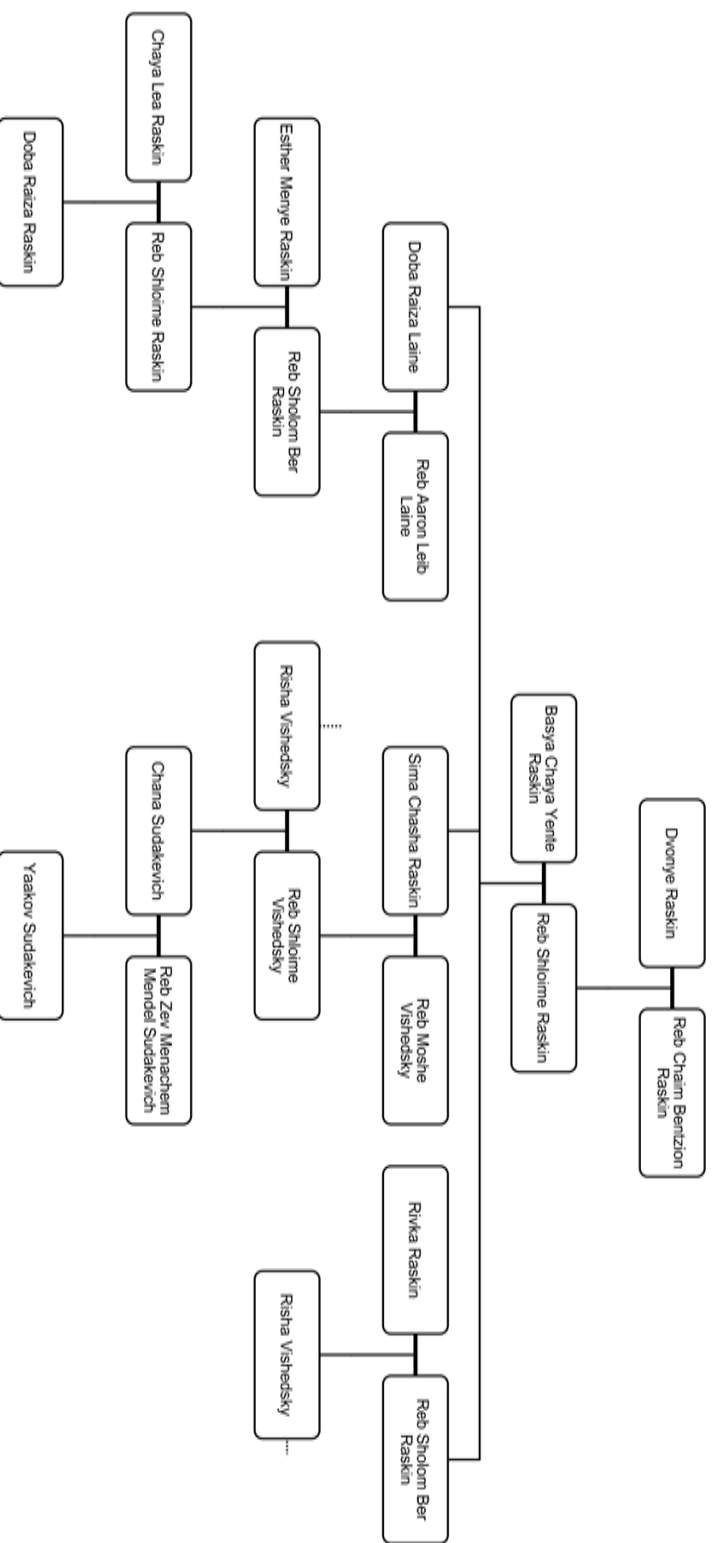 Dvonye Raskin
Reb Chaim Bentzion
Raskin
Basya Chaya Yente
Raskin
Reb Shloime Raskin
Doba Raiza Laine
Reb Aaron Leib
Laine
Sima Chasha Raskin
Reb Moshe
Vishedsky
Rivka Raskin
Reb Sholom Ber
Raskin
Esther Menye Raskin
Reb Sholom Ber
Raskin
Risha Vishedsky
Reb Shloime
Vishedsky
Risha Vishedsky
Chaya Lea Raskin
Reb Shloime Raskin
Chana Sudakevich
Reb Zev Menachem
Mendel Sudakevich
Doba Raiza Raskin
Yaakov Sudakevich